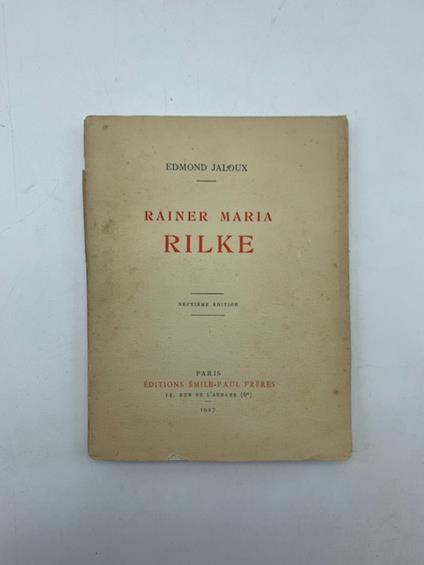 EDMOND JALOUX
RAINER MARIA
RILKE
SEPTIÈME ÉDITION
PARIS
ÉDITIONS ÉMILE-PAUL FRÈRES
14, RUE DE L'ABBAYE (6ᵉ)
1927